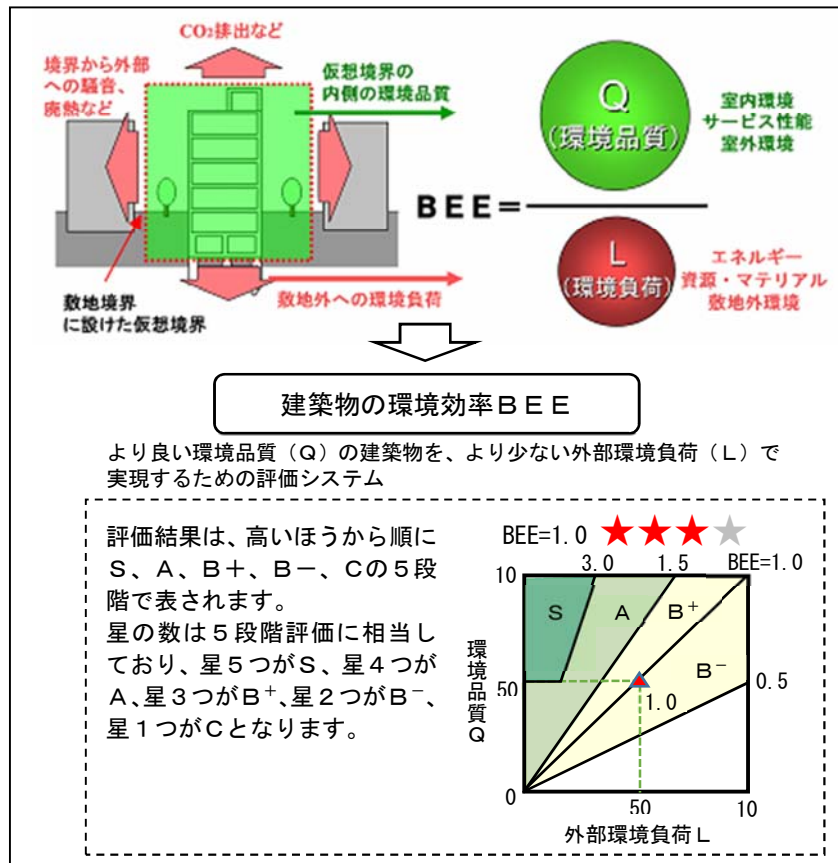 CO₂排出など
境界から外部
への騒音、
廃熱など
仮想境界の
内側の環境品質
Q
(環境品質)
室内環境
サービス性能
室外環境
BEE=
L
(環境負荷)
エネルギー
資源・マテリアル
敷地外環境
敷地境界
に設けた仮想境界
敷地外への環境負荷
建築物の環境効率BEE
より良い環境品質(Q)の建築物を、より少ない外部環境負荷(L)で
実現するための評価システム
評価結果は、高いほうから順に
S、A、B+、B-、Cの5段
階で表されます。
星の数は5段階評価に相当し
ており、星5つがS、星4つが
A、星3つがB⁺、星2つがB⁻、
星1つがCとなります。
BEE=1.0 ★★★★
3.0 1.5 BEE=1.0
10
S A B⁺
B⁻
環境品質Q
50
1.0
0.5
0
50 10
外部環境負荷L